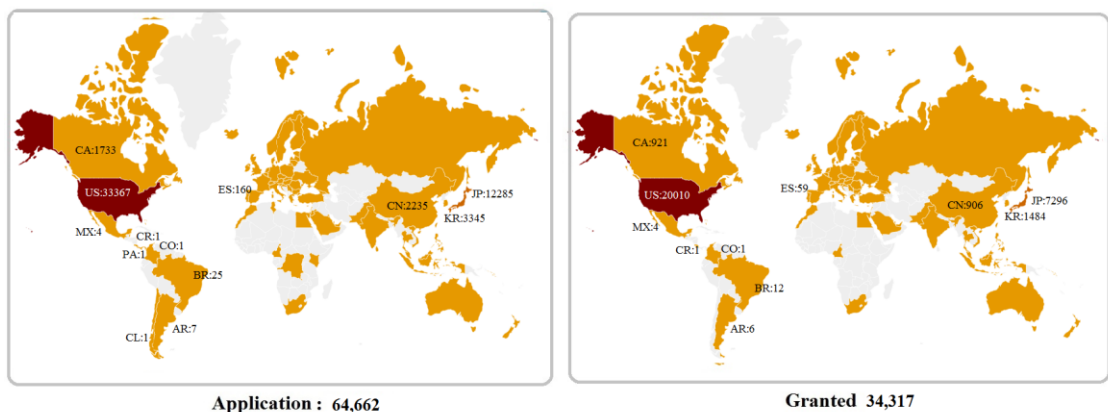 CA:1733
US:33367
MX:4
CR:1
CO:1
PA:1
BR:25
CL:1
AR:7
ES:160
CN:2235
JP:12285
KR:3345
Application : 64,662
CA:921
US:20010
MX:4
CR:1
CO:1
BR:12
AR:6
ES:59
CN:906
JP:7296
KR:1484
Granted 34,317